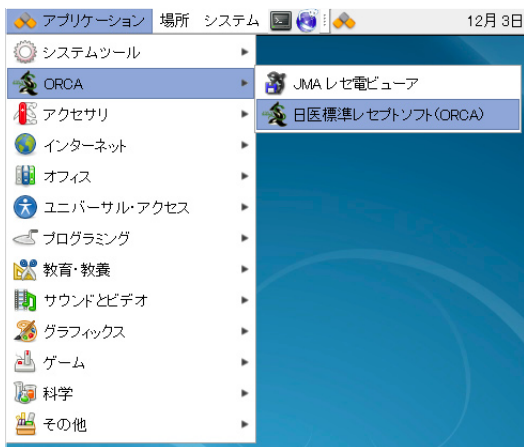 アプリケーション 場所 システム 12月 3日
システムツール
ORCA
アクセサリ
インターネット
オフィス
ユニバーサル・アクセス
プログラミング
教育・教養
サウンドとビデオ
グラフィックス
ゲーム
科学
その他
JMA レセ電ビューア
日医標準レセプトソフト(ORCA)